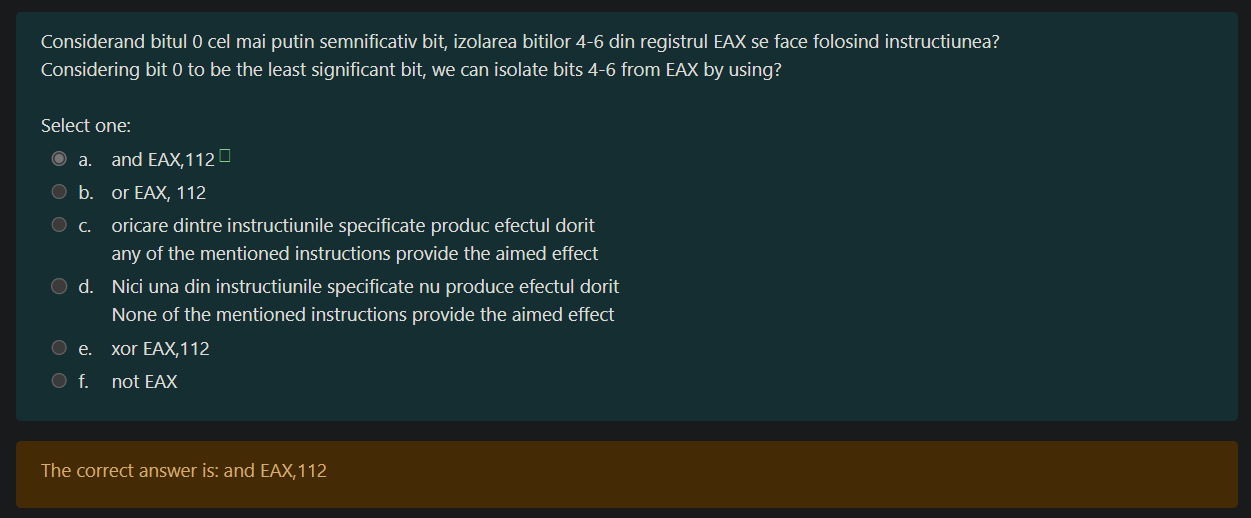 Considerand bitul 0 cel mai putin semnificativ bit, izolarea bitilor 4-6 din registrul EAX se face folosind instructiunea?
Considering bit 0 to be the least significant bit, we can isolate bits 4-6 from EAX by using?
Select one:
a. and EAX,112
b. or EAX, 112
c. oricare dintre instructiunile specificate produc efectul dorit
any of the mentioned instructions provide the aimed effect
d. Nici una din instructiunile specificate nu produce efectul dorit
None of the mentioned instructions provide the aimed effect
e. xor EAX,112
f. not EAX
The correct answer is: and EAX,112